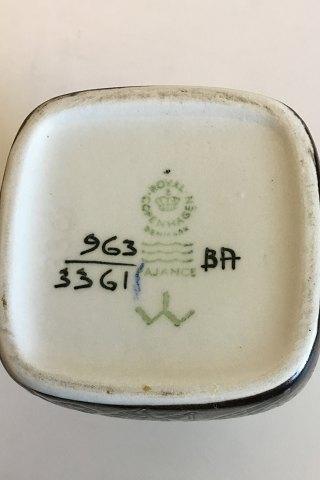 ROYAL
COPENHAGEN
DENMARK
963
3361
FAJANCE
BA